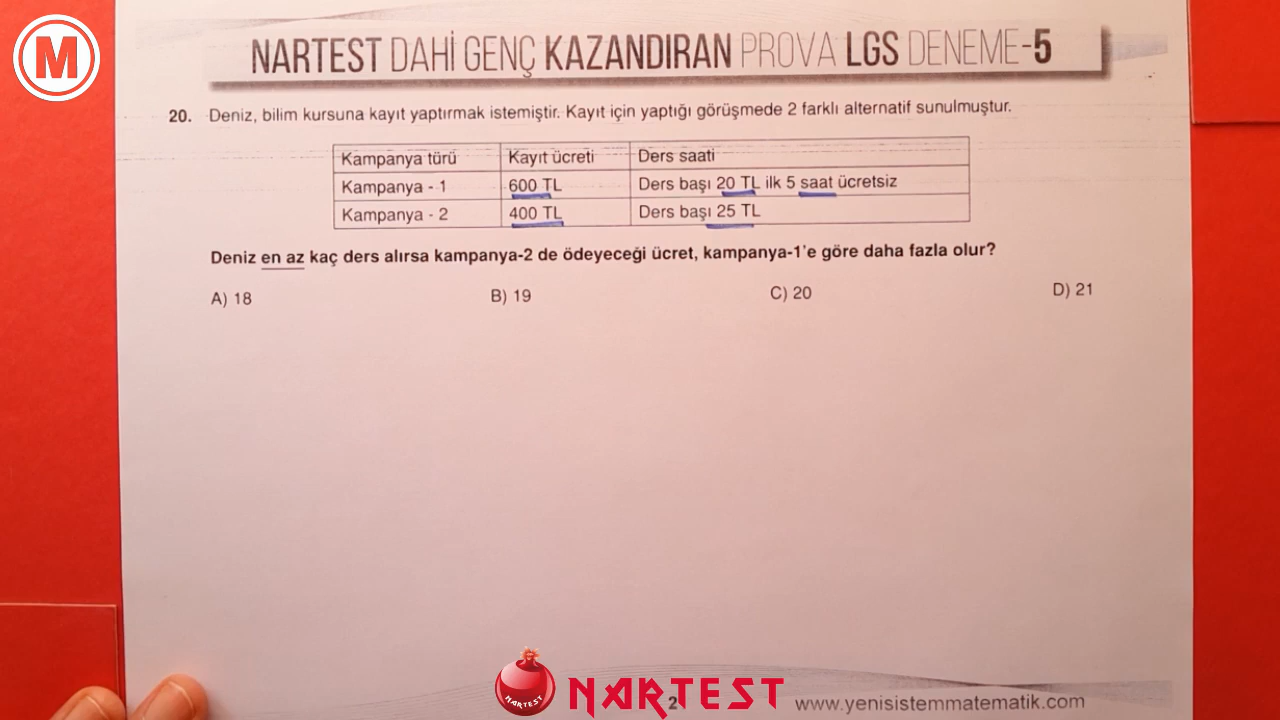 M
NARTEST DAHİ GENÇ KAZANDIRAN PROVA LGS DENEME-5
20. Deniz, bilim kursuna kayıt yaptırmak istemiştir. Kayıt için yaptığı görüşmede 2 farklı alternatif sunulmuştur.
Kampanya türü Kayıt ücreti Ders saati
Kampanya - 1 600 TL Ders başı 20 TL ilk 5 saat ücretsiz
Kampanya - 2 400 TL Ders başı 25 TL
Deniz en az kaç ders alırsa kampanya-2 de ödeyeceği ücret, kampanya-1'e göre daha fazla olur?
A) 18 B) 19 C) 20 D) 21
NARTEST
NARTEST 2 www.yenisistemmatematik.com